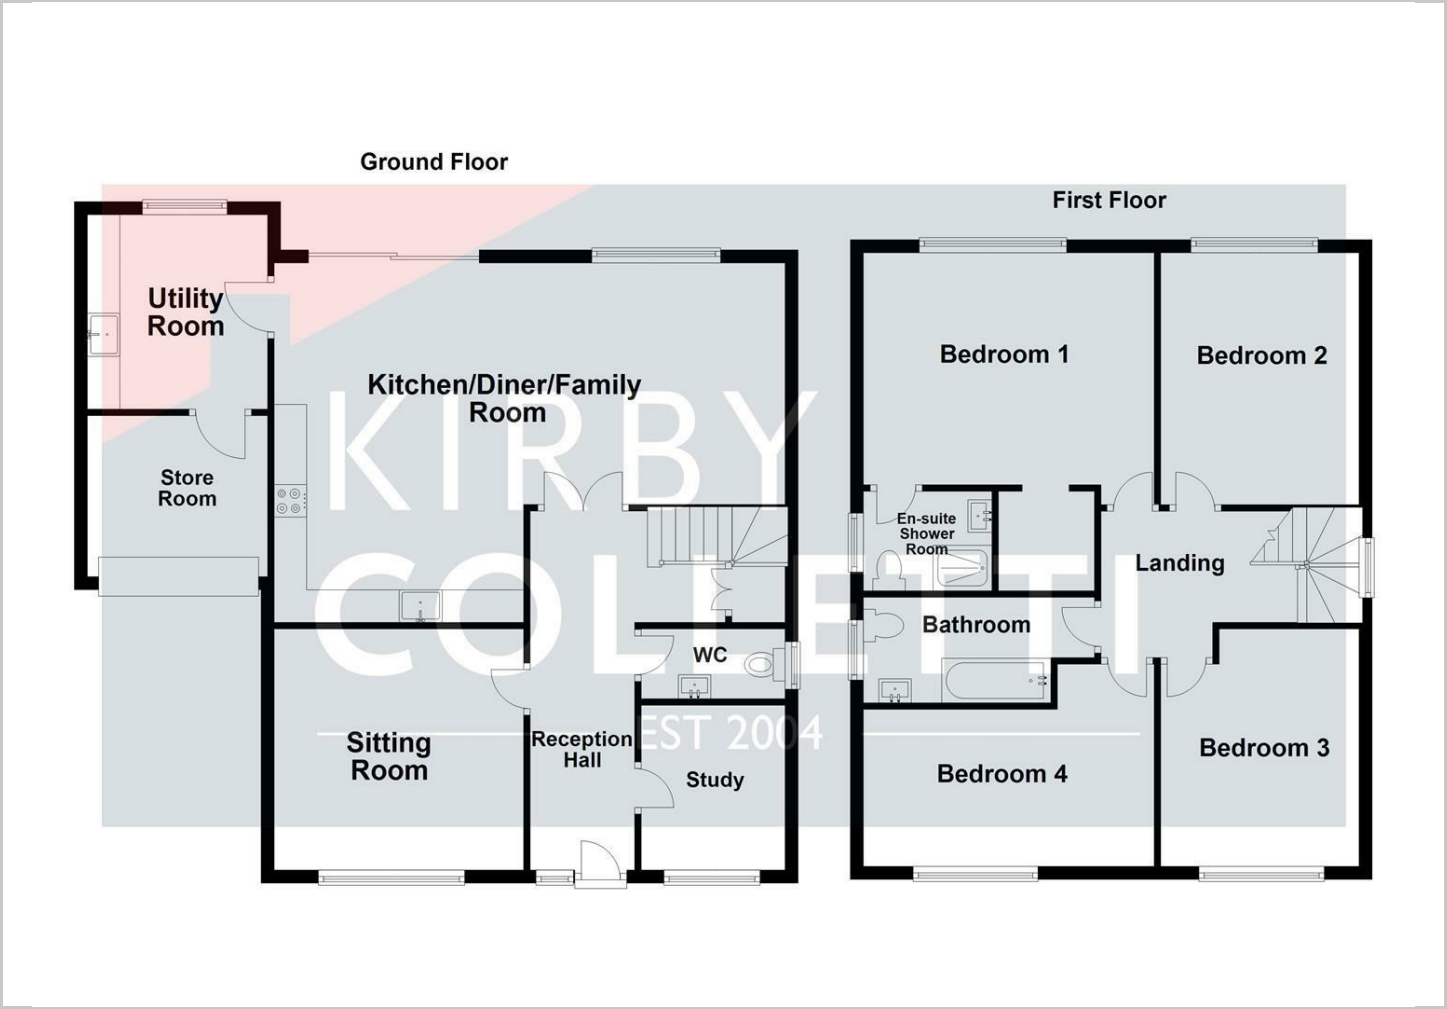 Ground Floor
First Floor
Utility
Room
Kitchen/Diner/Family
Room
Store
Room
Sitting
Room
Reception
Hall
WC
Study
Bedroom 1
Bedroom 2
En-suite
Shower
Room
Landing
Bathroom
Bedroom 3
Bedroom 4
KIRBY
COLLETTI
EST 2004